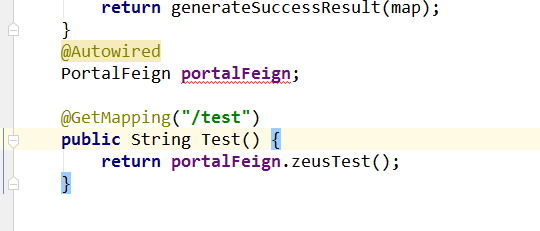 return generateSuccessResult(map);
}
@Autowired
PortalFeign portalFeign;
@GetMapping("/test")
public String Test() {
return portalFeign.zeusTest();
}